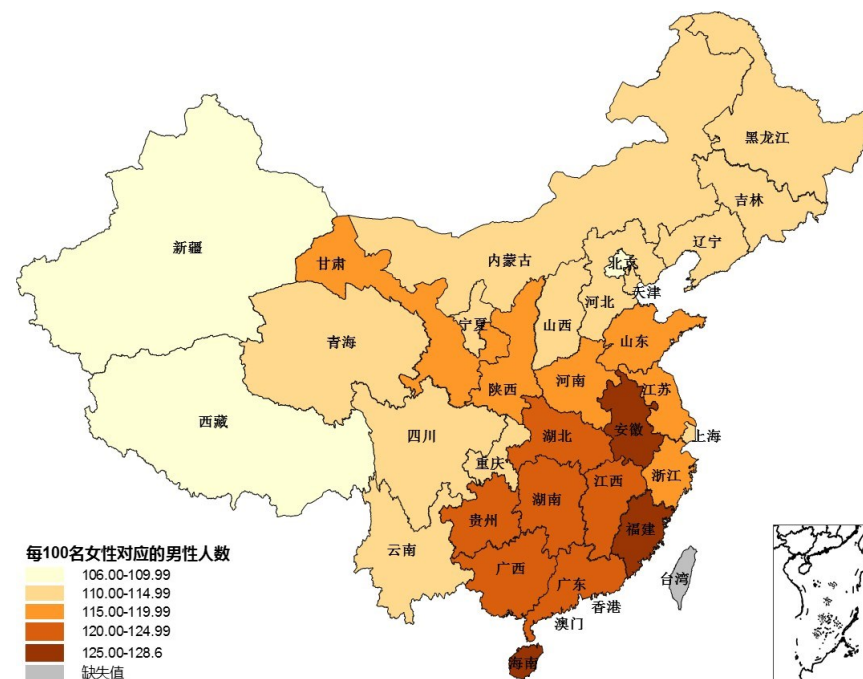 黑龙江
吉林
辽宁
新疆
甘肃
内蒙古
北京
天津
河北
宁夏
山西
青海
山东
陕西
河南
江苏
西藏
四川
湖北
安徽
上海
重庆
浙江
湖南
江西
贵州
福建
云南
广西
广东
台湾
香港
澳门
海南
每100名女性对应的男性人数
106.00-109.99
110.00-114.99
115.00-119.99
120.00-124.99
125.00-128.6
缺失值